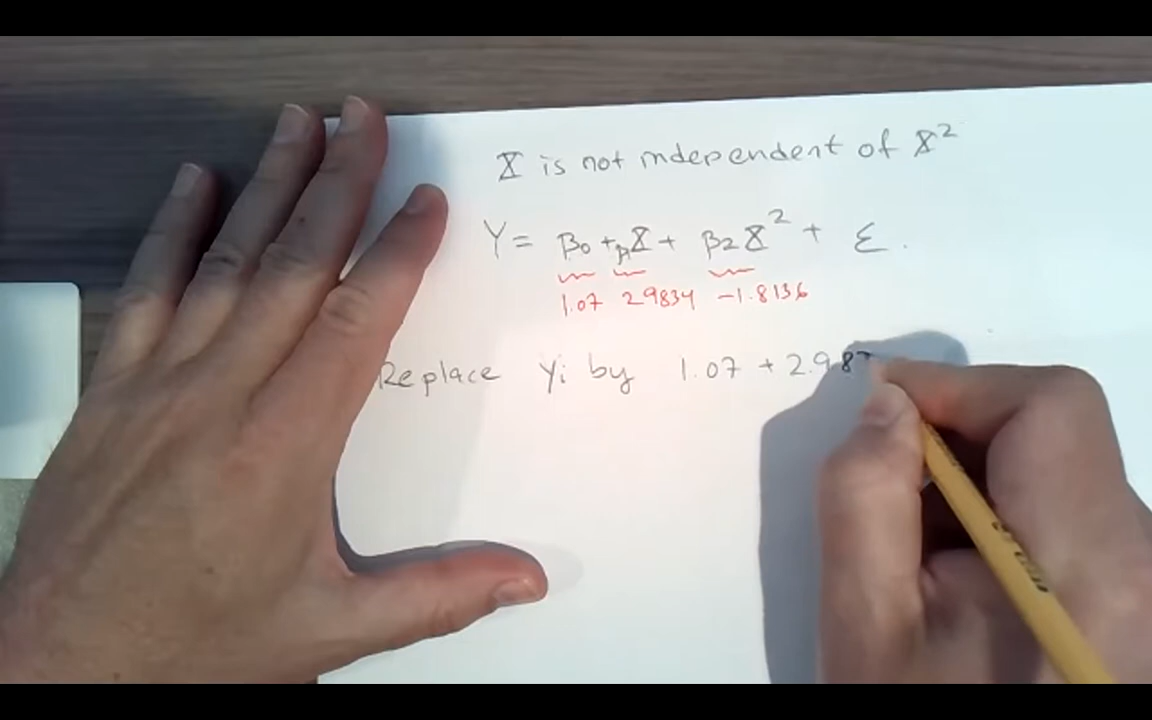 X is not independent of X²
Y = β₀ + β₁X + β₂X² + ε.
1.07 2.9834 -1.8136
Replace Yi by 1.07 + 2.98